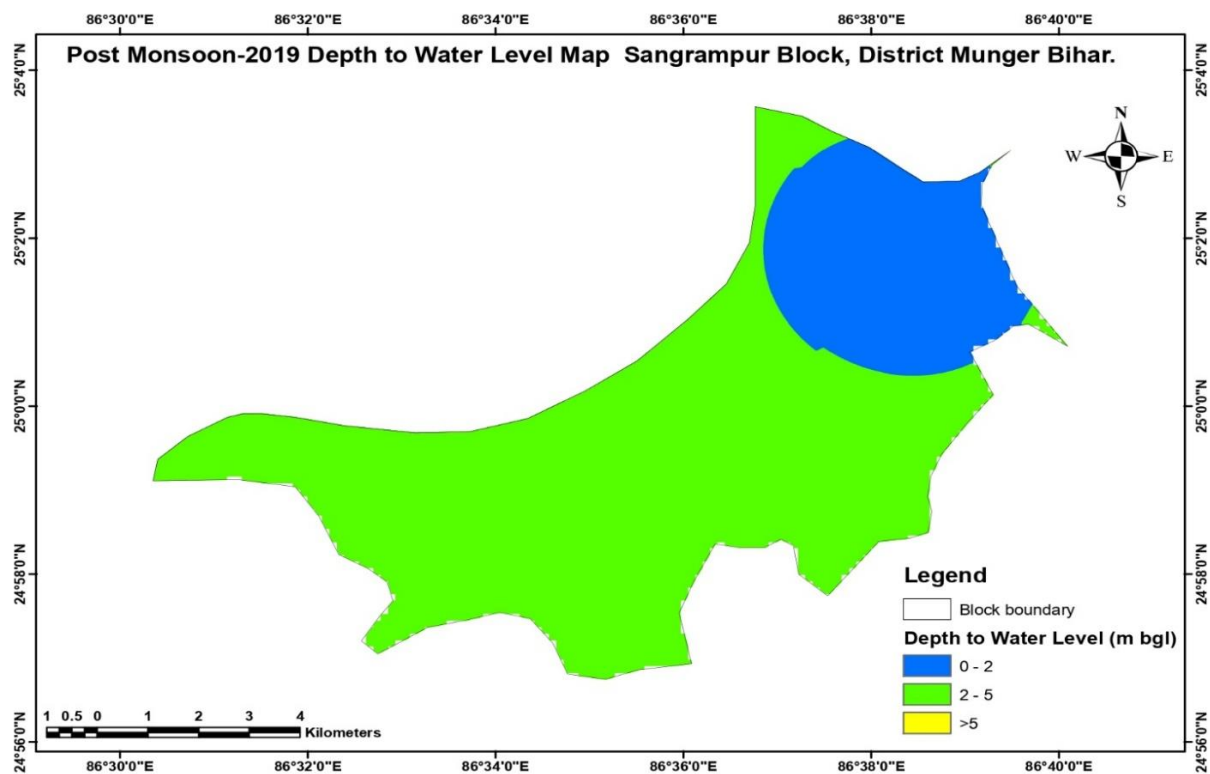 86°30'0"E 86°32'0"E 86°34'0"E 86°36'0"E 86°38'0"E 86°40'0"E
Post Monsoon-2019 Depth to Water Level Map Sangrampur Block, District Munger Bihar.
25°4'0"N 25°4'0"N
N
W E
S
25°2'0"N 25°2'0"N
25°0'0"N 25°0'0"N
24°58'0"N 24°58'0"N
Legend
Block boundary
Depth to Water Level (m bgl)
0 - 2
2 - 5
>5
1 0.5 0 1 2 3 4
Kilometers
24°56'0"N 24°56'0"N
86°30'0"E 86°32'0"E 86°34'0"E 86°36'0"E 86°38'0"E 86°40'0"E